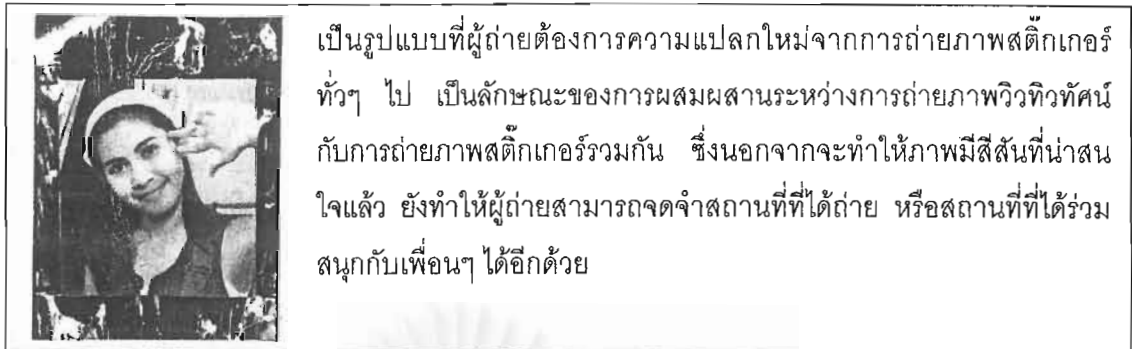 เป็นรูปแบบที่ผู้ถ่ายต้องการความแปลกใหม่จากการถ่ายภาพสติ๊กเกอร์
ทั่วๆ ไป เป็นลักษณะของการผสมผสานระหว่างการถ่ายภาพวิวทิวทัศน์
กับการถ่ายภาพสติ๊กเกอร์รวมกัน ซึ่งนอกจากจะทำให้ภาพมีสีสันที่น่าสน
ใจแล้ว ยังทำให้ผู้ถ่ายสามารถจดจำสถานที่ที่ได้ถ่าย หรือสถานที่ที่ได้ร่วม
สนุกกับเพื่อนๆ ได้อีกด้วย